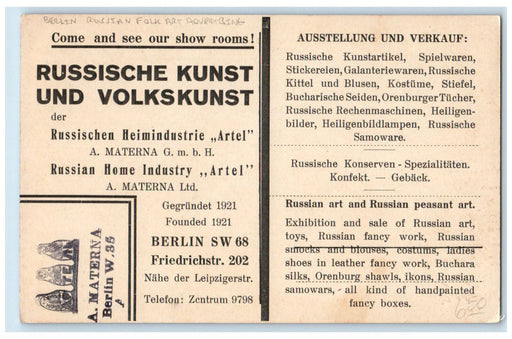 BERLIN RUSSIAN FOLK ART ADVERTISING
Come and see our show rooms!
RUSSISCHE KUNST
UND VOLKSKUNST
der
Russischen Heimindustrie „Artel"
A. MATERNA G. m. b. H.
Russian Home Industry „Artel"
A. MATERNA Ltd.
Gegründet 1921
Founded 1921
BERLIN SW 68
Friedrichstr. 202
Nähe der Leipzigerstr.
Telefon: Zentrum 9798
A. MATERNA
Berlin W.35
AUSSTELLUNG UND VERKAUF:
Russische Kunstartikel, Spielwaren,
Stickereien, Galanteriewaren, Russische
Kittel und Blusen, Kostüme, Stiefel,
Bucharische Seiden, Orenburger Tücher,
Russische Rechenmaschinen, Heiligen-
bilder, Heiligenbildlampen, Russische
Samoware.
Russische Konserven - Spezialitäten.
Konfekt. — Gebäck.
Russian art and Russian peasant art.
Exhibition and sale of Russian art,
toys, Russian fancy work, Russian
smocks and blouses, costums, ladies
shoes in leather fancy work, Buchara
silks, Orenburg shawls, ikons, Russian
samowars, all kind of handpainted
fancy boxes.